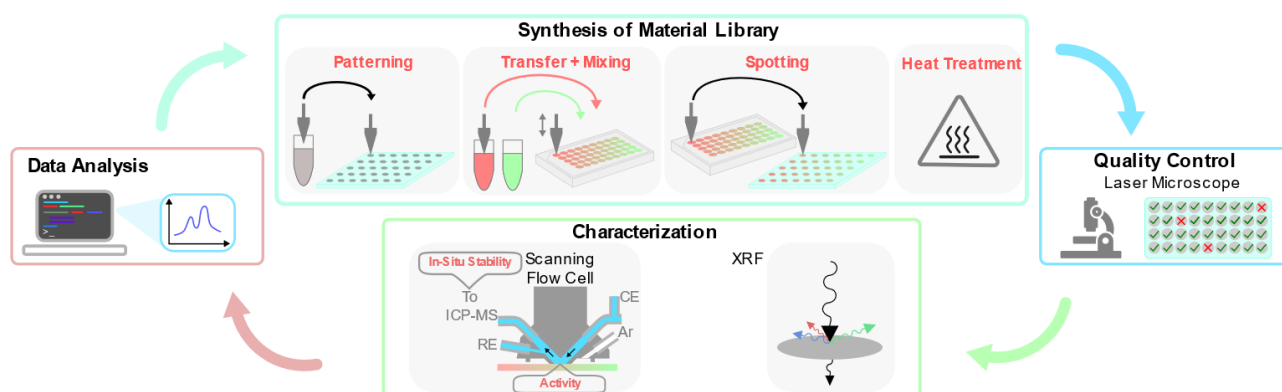 Synthesis of Material Library
Patterning
Transfer + Mixing
Spotting
Heat Treatment
Data Analysis
>_
Quality Control
Laser Microscope
Characterization
In-Situ Stability
Scanning
Flow Cell
To
ICP-MS
CE
RE
Ar
Activity
XRF